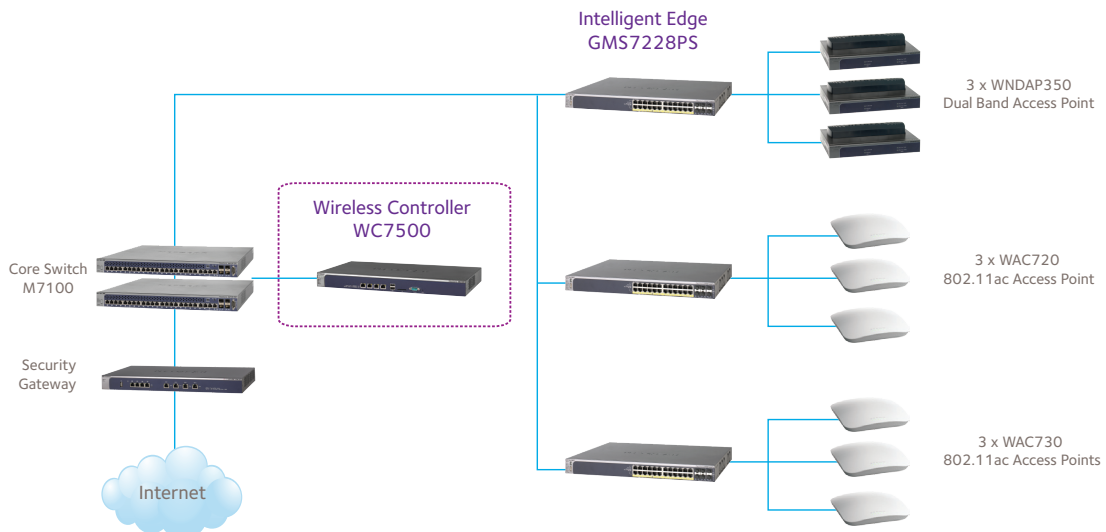 Intelligent Edge
GMS7228PS
3 x WNDAP350
Dual Band Access Point
Wireless Controller
WC7500
Core Switch
M7100
3 x WAC720
802.11ac Access Point
Security
Gateway
3 x WAC730
802.11ac Access Points
Internet